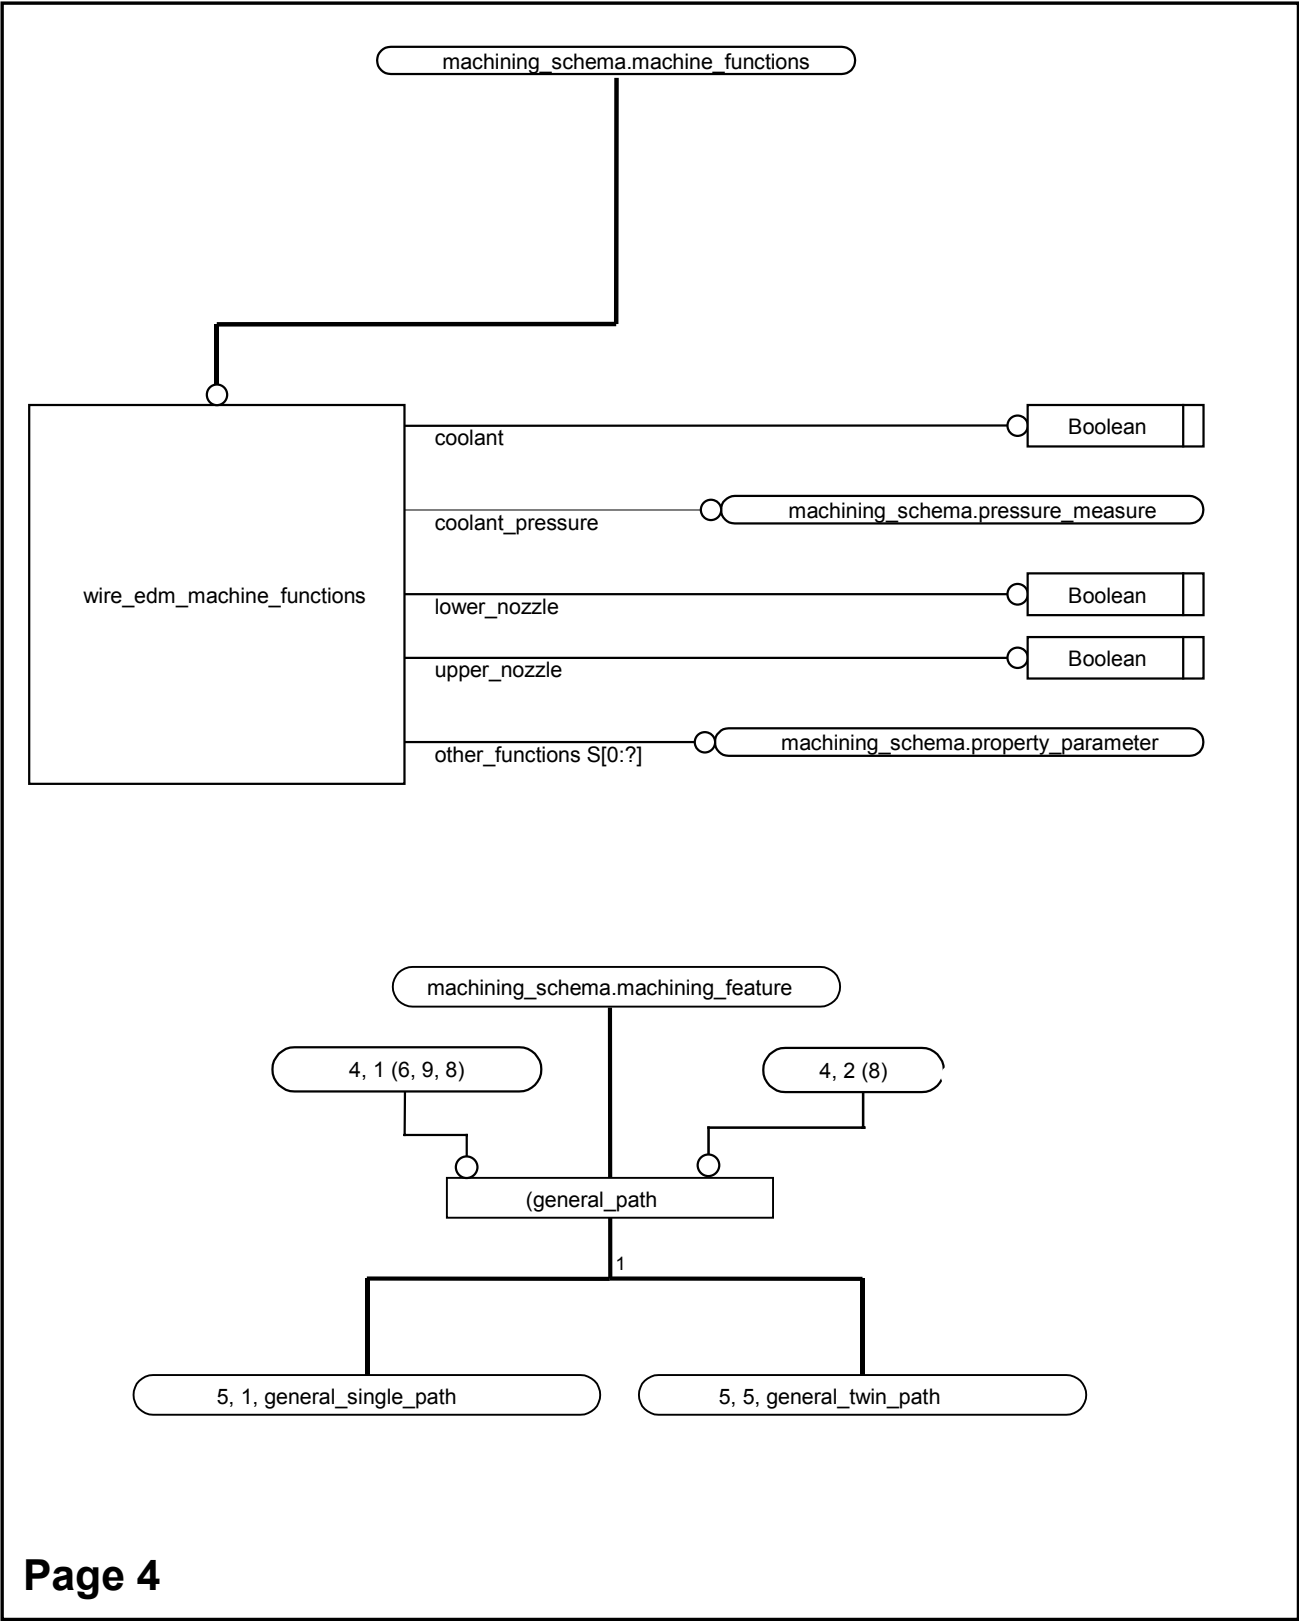 machining_schema.machine_functions
coolant
Boolean
coolant_pressure
machining_schema.pressure_measure
wire_edm_machine_functions
lower_nozzle
Boolean
upper_nozzle
Boolean
other_functions S[0:?]
machining_schema.property_parameter
machining_schema.machining_feature
4, 1 (6, 9, 8)
4, 2 (8)
(general_path
1
5, 1, general_single_path
5, 5, general_twin_path
Page 4